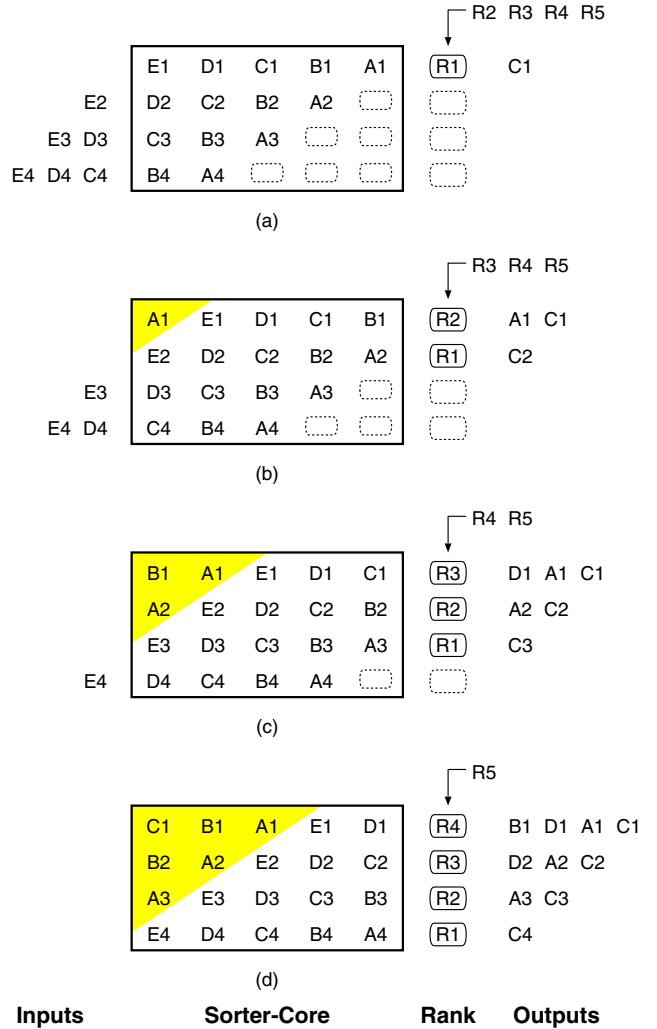 R2 R3 R4 R5
E1 D1 C1 B1 A1 R1 C1
E2 D2 C2 B2 A2
E3 D3 C3 B3 A3
E4 D4 C4 B4 A4
(a)
R3 R4 R5
A1 E1 D1 C1 B1 R2 A1 C1
E2 D2 C2 B2 A2 R1 C2
E3 D3 C3 B3 A3
E4 D4 C4 B4 A4
(b)
R4 R5
B1 A1 E1 D1 C1 R3 D1 A1 C1
A2 E2 D2 C2 B2 R2 A2 C2
E3 D3 C3 B3 A3 R1 C3
E4 D4 C4 B4 A4
(c)
R5
C1 B1 A1 E1 D1 R4 B1 D1 A1 C1
B2 A2 E2 D2 C2 R3 D2 A2 C2
A3 E3 D3 C3 B3 R2 A3 C3
E4 D4 C4 B4 A4 R1 C4
(d)
Inputs Sorter-Core Rank Outputs